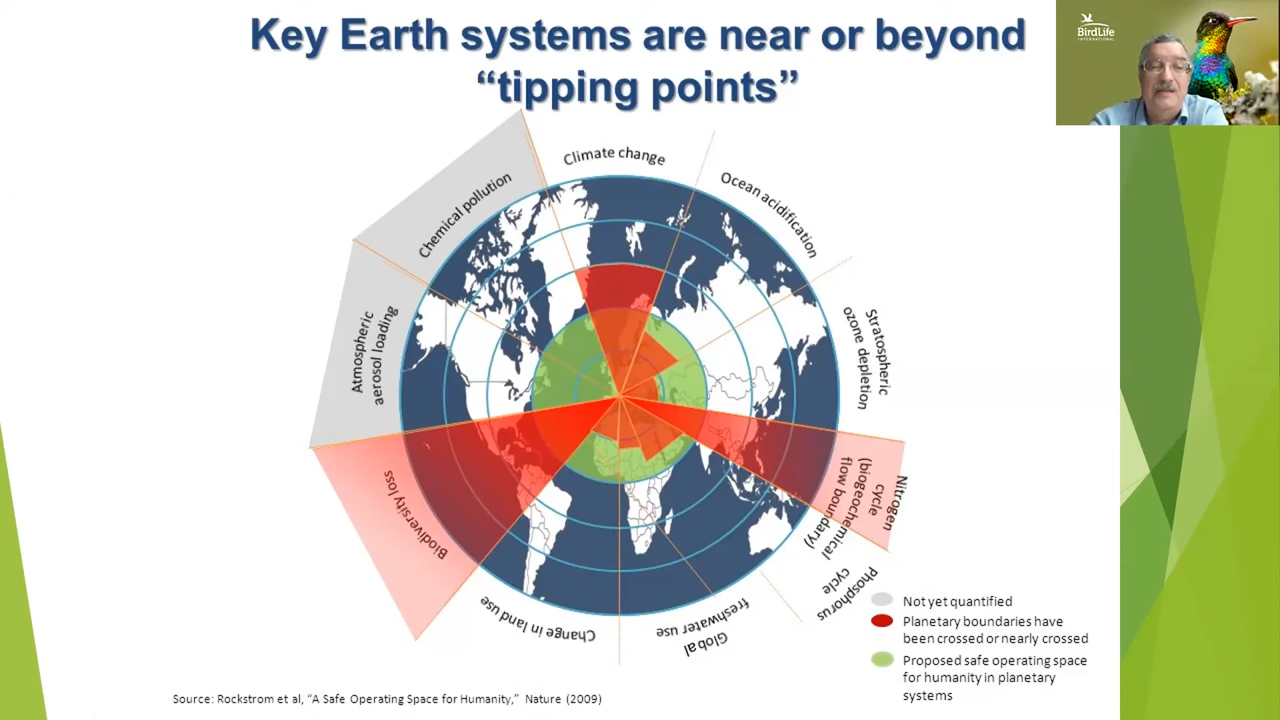 Key Earth systems are near or beyond
“tipping points”
BirdLife
INTERNATIONAL
Climate change
Ocean acidification
Stratospheric
ozone depletion
Nitrogen
cycle
(biogeochemical
flow boundary)
Phosphorus
cycle
Global
freshwater use
Change in land use
Biodiversity loss
Atmospheric
aerosol loading
Chemical pollution
Not yet quantified
Planetary boundaries have
been crossed or nearly crossed
Proposed safe operating space
for humanity in planetary
systems
Source: Rockstrom et al, “A Safe Operating Space for Humanity,” Nature (2009)